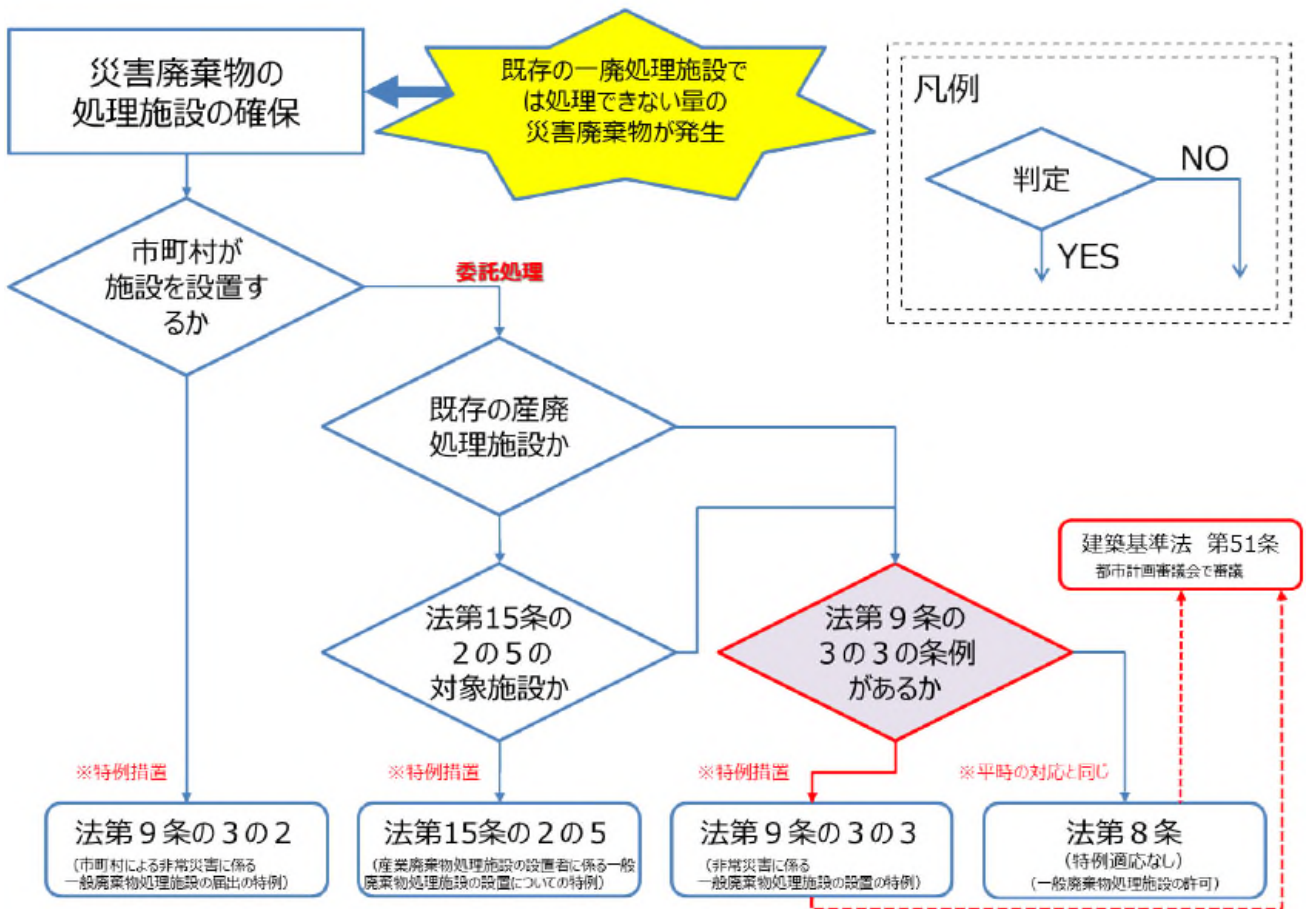 災害廃棄物の
処理施設の確保
既存の一廃処理施設で
は処理できない量の
災害廃棄物が発生
凡例
判定
NO
YES
市町村が
施設を設置す
るか
委託処理
既存の産廃
処理施設か
法第15条の
2の5の
対象施設か
法第9条の
3の3の条例
があるか
建築基準法 第51条
都市計画審議会で審議
※特例措置
※特例措置
※特例措置
※平時の対応と同じ
法第9条の3の2
(市町村による非常災害に係る
一般廃棄物処理施設の届出の特例)
法第15条の2の5
(産業廃棄物処理施設の設置者に係る一般
廃棄物処理施設の設置についての特例)
法第9条の3の3
(非常災害に係る
一般廃棄物処理施設の設置の特例)
法第8条
(特例適応なし)
(一般廃棄物処理施設の許可)